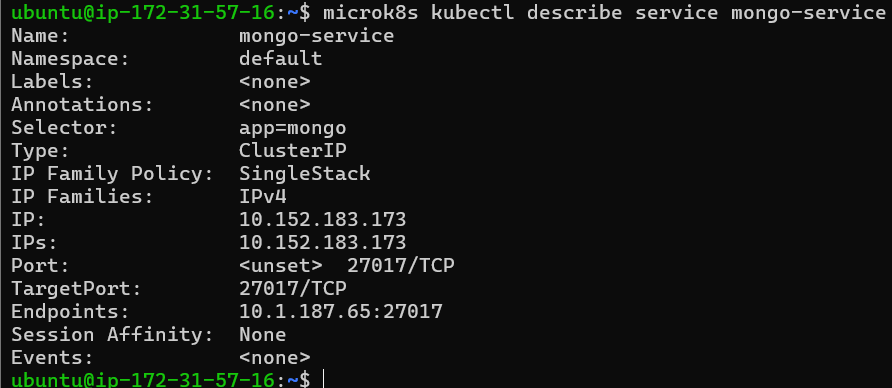 ubuntu@ip-172-31-57-16:~$ microk8s kubectl describe service mongo-service
Name:              mongo-service
Namespace:         default
Labels:            <none>
Annotations:       <none>
Selector:          app=mongo
Type:              ClusterIP
IP Family Policy:  SingleStack
IP Families:       IPv4
IP:                10.152.183.173
IPs:               10.152.183.173
Port:              <unset>  27017/TCP
TargetPort:        27017/TCP
Endpoints:         10.1.187.65:27017
Session Affinity:  None
Events:            <none>
ubuntu@ip-172-31-57-16:~$